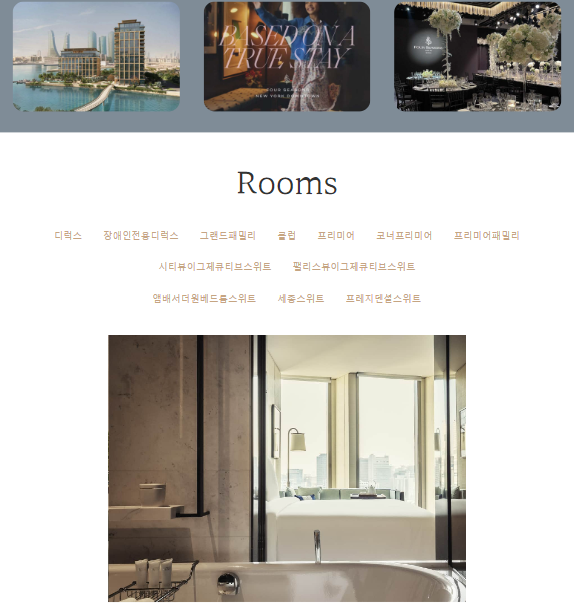 BASED ON A
TRUE STAY
FOUR SEASONS
NEW YORK DOWNTOWN
Rooms
디럭스 장애인전용디럭스 그랜드패밀리 클럽 프리미어 코너프리미어 프리미어패밀리
시티뷰이그제큐티브스위트 팰리스뷰이그제큐티브스위트
앰배서더원베드룸스위트 세종스위트 프레지덴셜스위트